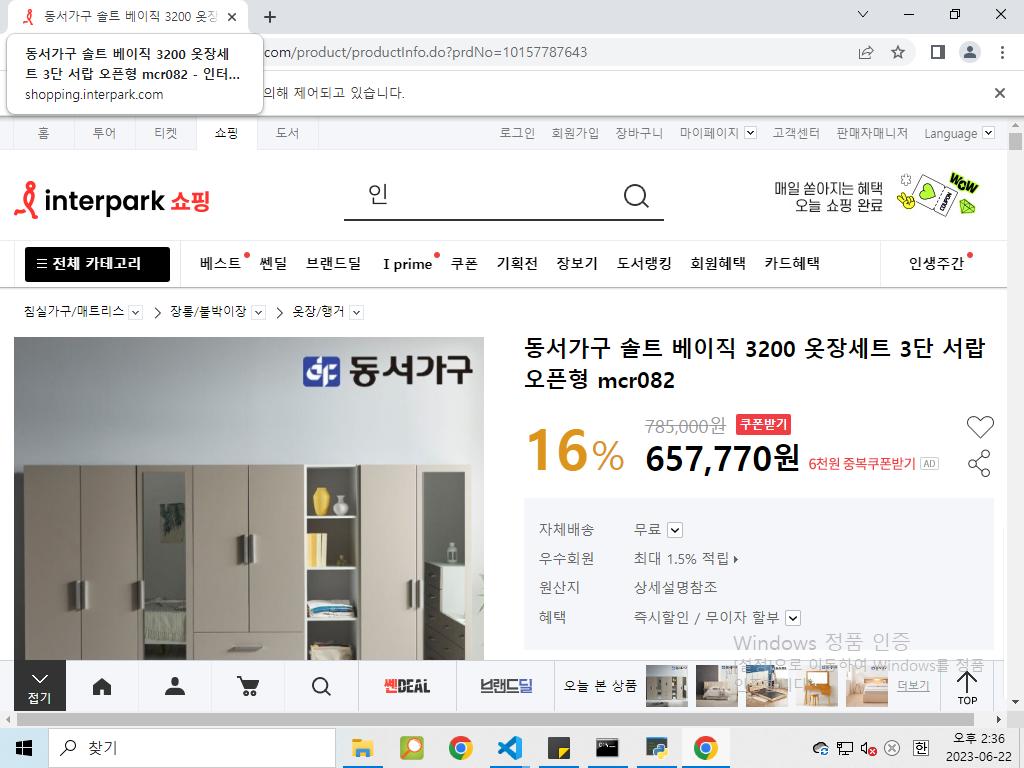 동서가구 솔트 베이직 3200 옷장
동서가구 솔트 베이직 3200 옷장세
트 3단 서랍 오픈형 mcr082 - 인터...
shopping.interpark.com
com/product/productInfo.do?prdNo=10157787643
의해 제어되고 있습니다.
홈 투어 티켓 쇼핑 도서
로그인 회원가입 장바구니 마이페이지 고객센터 판매자매니저 Language
interpark 쇼핑
인
매일 쏟아지는 혜택
오늘 쇼핑 완료
WOW
COUPON
전체 카테고리
베스트 쎈딜 브랜드딜 I prime 쿠폰 기획전 장보기 도서랭킹 회원혜택 카드혜택 인생주간
침실가구/매트리스 장롱/붙박이장 옷장/행거
동서가구
동서가구 솔트 베이직 3200 옷장세트 3단 서랍
오픈형 mcr082
16%
785,000원 쿠폰받기
657,770원 6천원 중복쿠폰받기 AD
자체배송 무료
우수회원 최대 1.5% 적립
원산지 상세설명참조
혜택 즉시할인 / 무이자 할부
Windows 정품 인증
[설정]으로 이동하여 Windows를 정품
접기
쎈DEAL
브랜드딜
오늘 본 상품
더보기
TOP
찾기
한
오후 2:36
2023-06-22